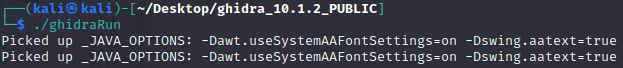 ┌──(kali㉿kali)-[~/Desktop/ghidra_10.1.2_PUBLIC]
└─$ ./ghidraRun
Picked up _JAVA_OPTIONS: -Dawt.useSystemAAFontSettings=on -Dswing.aatext=true
Picked up _JAVA_OPTIONS: -Dawt.useSystemAAFontSettings=on -Dswing.aatext=true